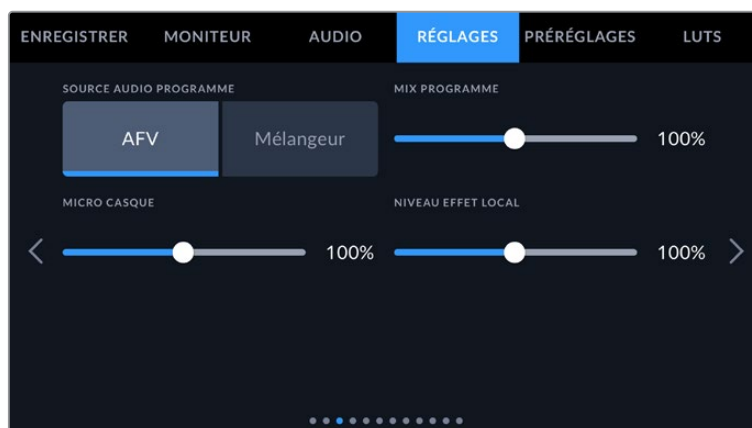 ENREGISTRER MONITEUR AUDIO RÉGLAGES PRÉRÉGLAGES LUTS
SOURCE AUDIO PROGRAMME MIX PROGRAMME
AFV Mélangeur 100%
MICRO CASQUE NIVEAU EFFET LOCAL
100% 100%